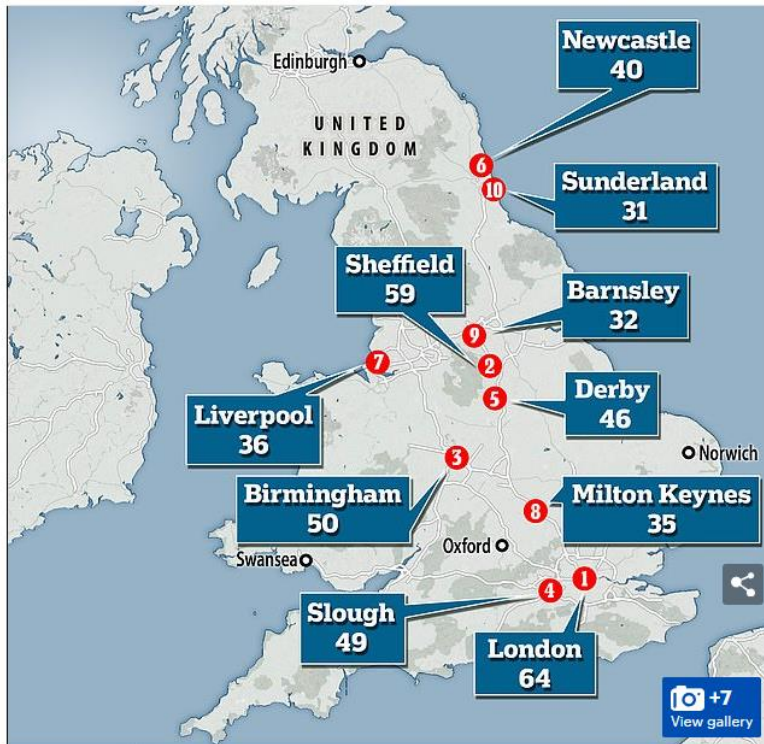 Newcastle
40
Edinburgh
UNITED
KINGDOM
6
10
Sunderland
31
Sheffield
59
Barnsley
32
9
7
2
Liverpool
36
5
Derby
46
Norwich
3
Birmingham
50
8
Milton Keynes
35
Oxford
Swansea
1
4
Slough
49
London
64
+7
View gallery